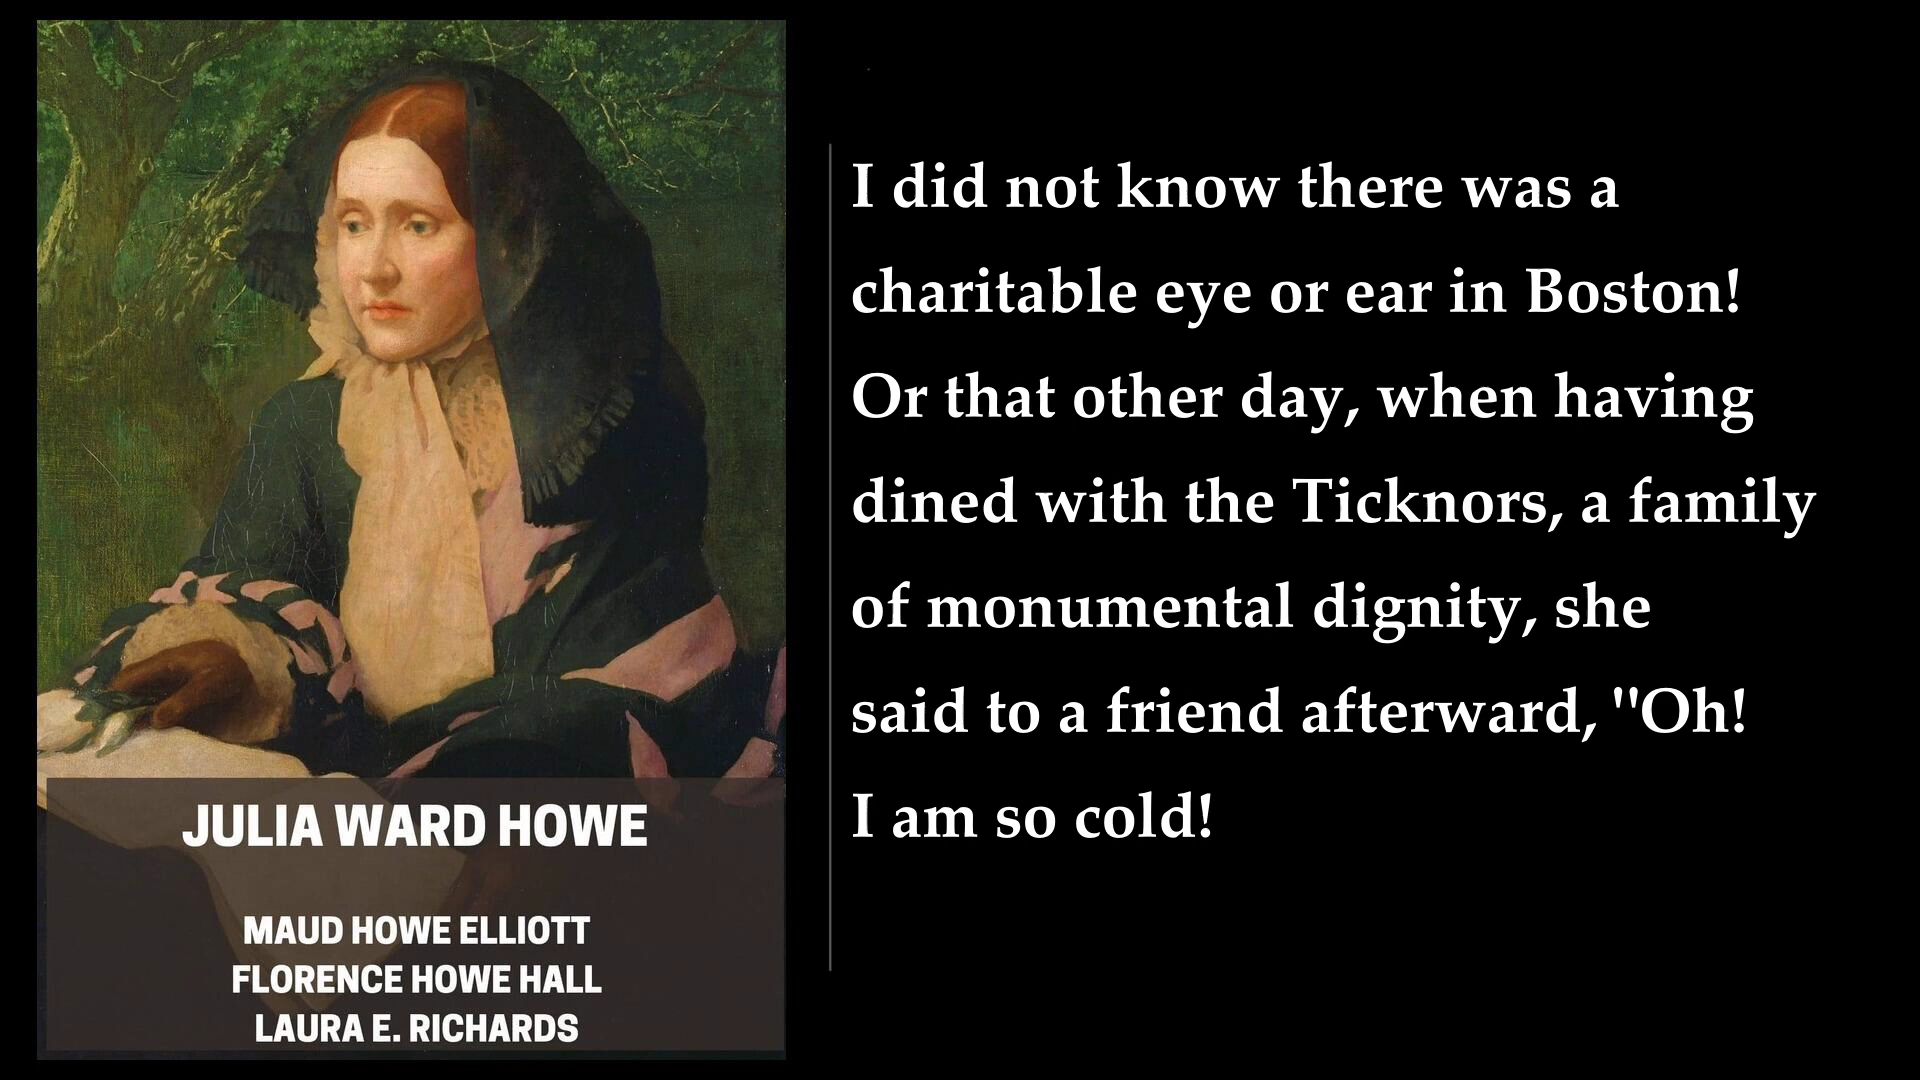 JULIA WARD HOWE
MAUD HOWE ELLIOTT
FLORENCE HOWE HALL
LAURA E. RICHARDS
I did not know there was a
charitable eye or ear in Boston!
Or that other day, when having
dined with the Ticknors, a family
of monumental dignity, she
said to a friend afterward, "Oh!
I am so cold!